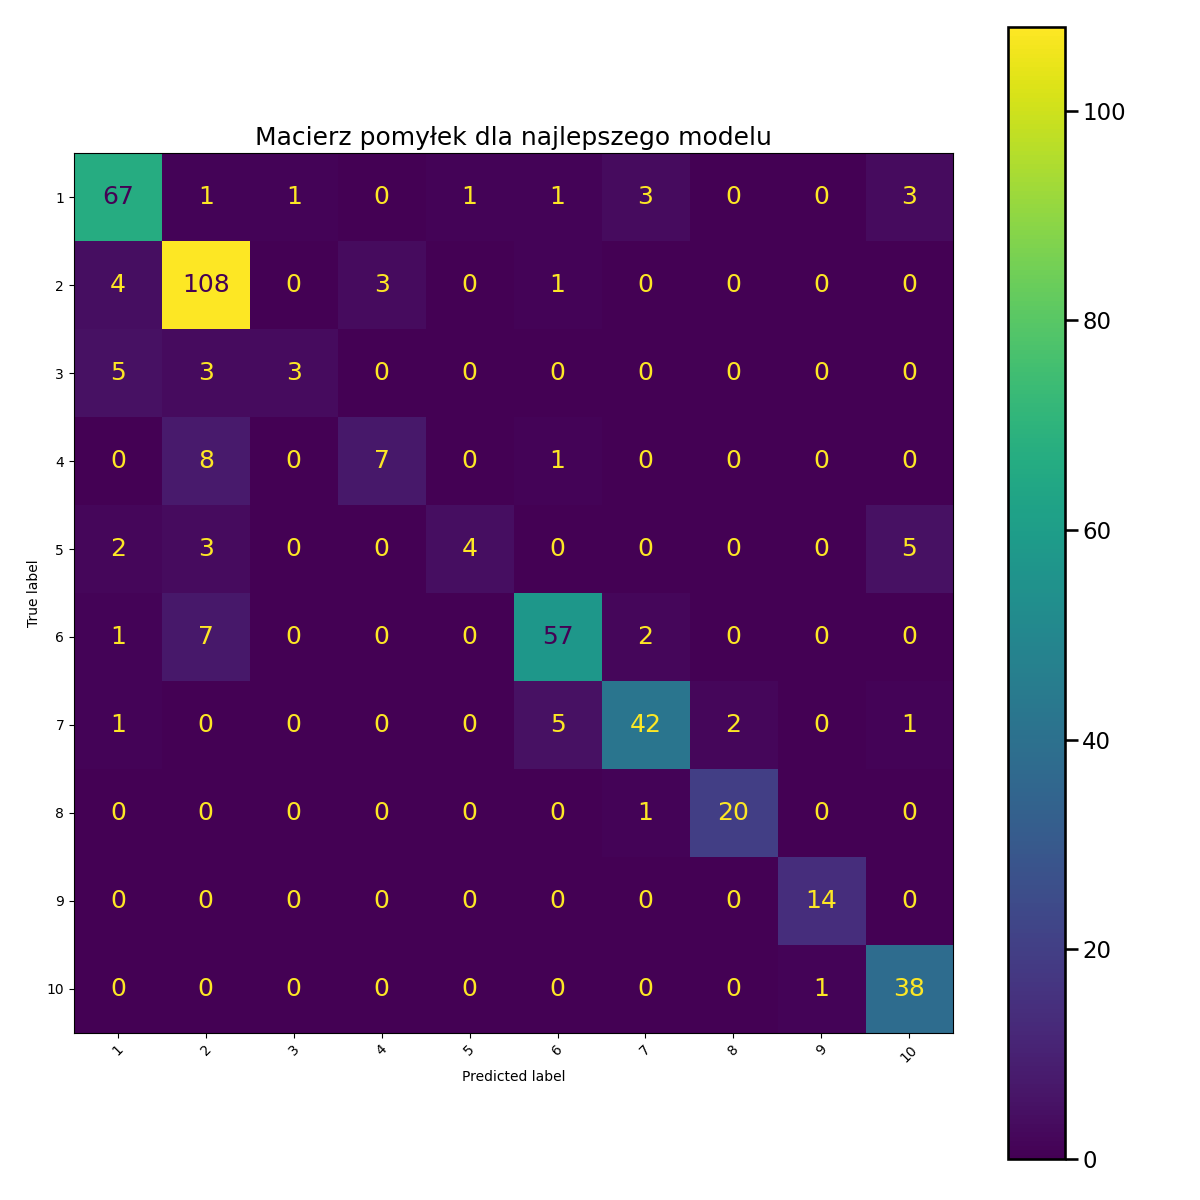 Macierz pomyłek dla najlepszego modelu
1 67 1 1 0 1 1 3 0 0 3
2 4 108 0 3 0 1 0 0 0 0
3 5 3 3 0 0 0 0 0 0 0
4 0 8 0 7 0 1 0 0 0 0
5 2 3 0 0 4 0 0 0 0 5
6 1 7 0 0 0 57 2 0 0 0
7 1 0 0 0 0 5 42 2 0 1
8 0 0 0 0 0 0 1 20 0 0
9 0 0 0 0 0 0 0 0 14 0
10 0 0 0 0 0 0 0 0 1 38
True label
1 2 3 4 5 6 7 8 9 10
Predicted label
100
80
60
40
20
0